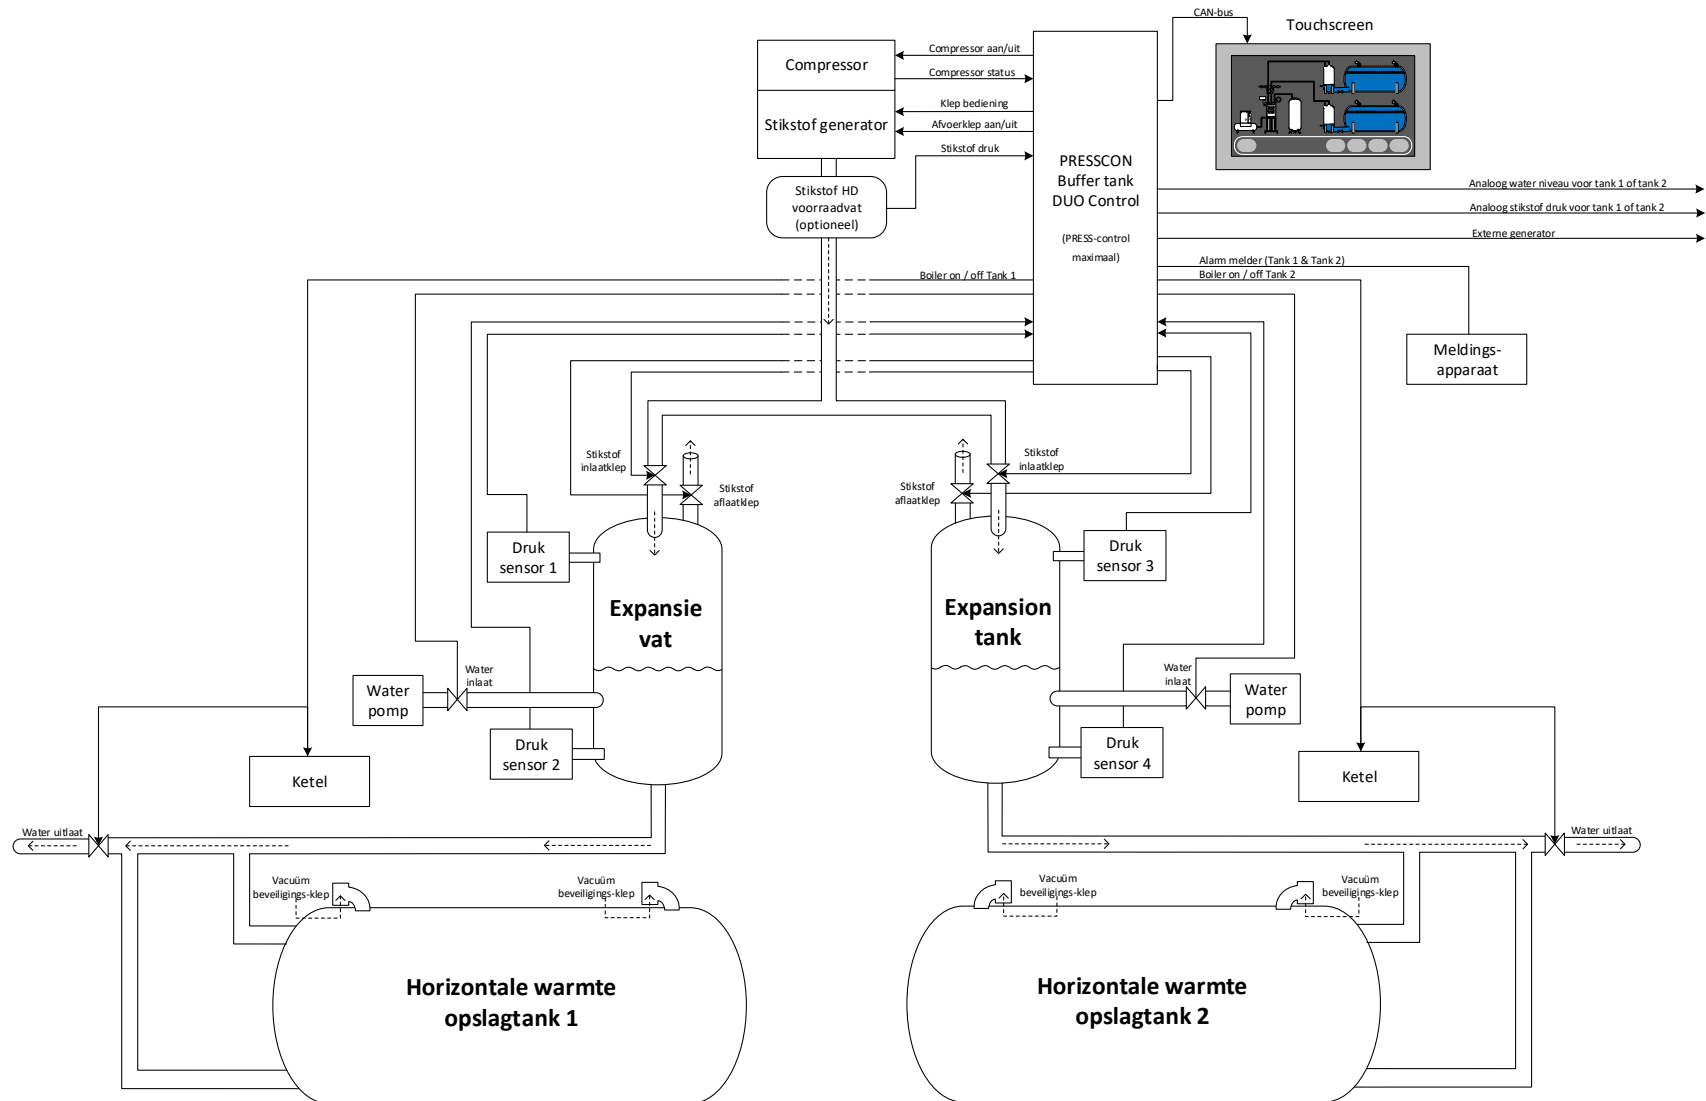 CAN-bus
Touchscreen
Compressor
Compressor aan/uit
Compressor status
Stikstof generator
Klep bediening
Afvoerklep aan/uit
Stikstof druk
Stikstof HD
voorraadvat
(optioneel)
PRESSCON
Buffer tank
DUO Control
(PRESS-control
maximaal)
Analoog water niveau voor tank 1 of tank 2
Analoog stikstof druk voor tank 1 of tank 2
Externe generator
Alarm melder (Tank 1 & Tank 2)
Boiler on / off Tank 1
Boiler on / off Tank 2
Meldings-
apparaat
Stikstof
inlaatklep
Stikstof
aflaatklep
Stikstof
inlaatklep
Stikstof
aflaatklep
Druk
sensor 1
Druk
sensor 3
Expansie
vat
Expansion
tank
Water
inlaat
Water
pomp
Water
inlaat
Water
pomp
Druk
sensor 2
Druk
sensor 4
Ketel
Ketel
Water uitlaat
Water uitlaat
Vacuüm
beveiligings-klep
Vacuüm
beveiligings-klep
Vacuüm
beveiligings-klep
Vacuüm
beveiligings-klep
Horizontale warmte
opslagtank 1
Horizontale warmte
opslagtank 2